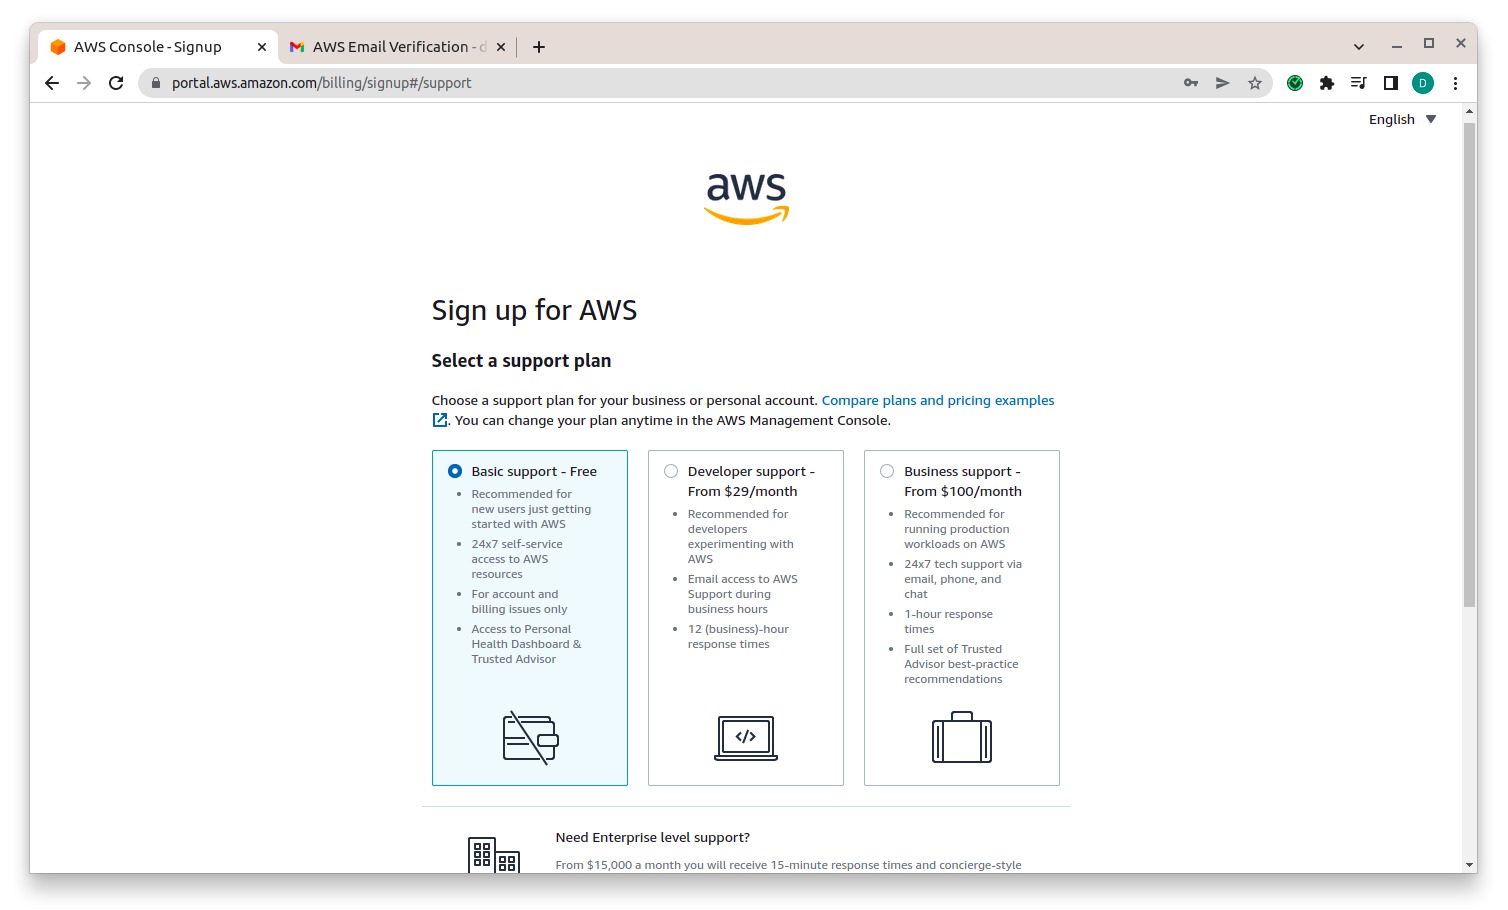 AWS Console - Signup
AWS Email Verification - d
portal.aws.amazon.com/billing/signup#/support
D
English
aws
Sign up for AWS
Select a support plan
Choose a support plan for your business or personal account. Compare plans and pricing examples
. You can change your plan anytime in the AWS Management Console.
Basic support - Free
• Recommended for
new users just getting
started with AWS
• 24x7 self-service
access to AWS
resources
• For account and
billing issues only
• Access to Personal
Health Dashboard &
Trusted Advisor
Developer support -
From $29/month
• Recommended for
developers
experimenting with
AWS
• Email access to AWS
Support during
business hours
• 12 (business)-hour
response times
</>
Business support -
From $100/month
• Recommended for
running production
workloads on AWS
• 24x7 tech support via
email, phone, and
chat
• 1-hour response
times
• Full set of Trusted
Advisor best-practice
recommendations
Need Enterprise level support?
From $15,000 a month you will receive 15-minute response times and concierge-style